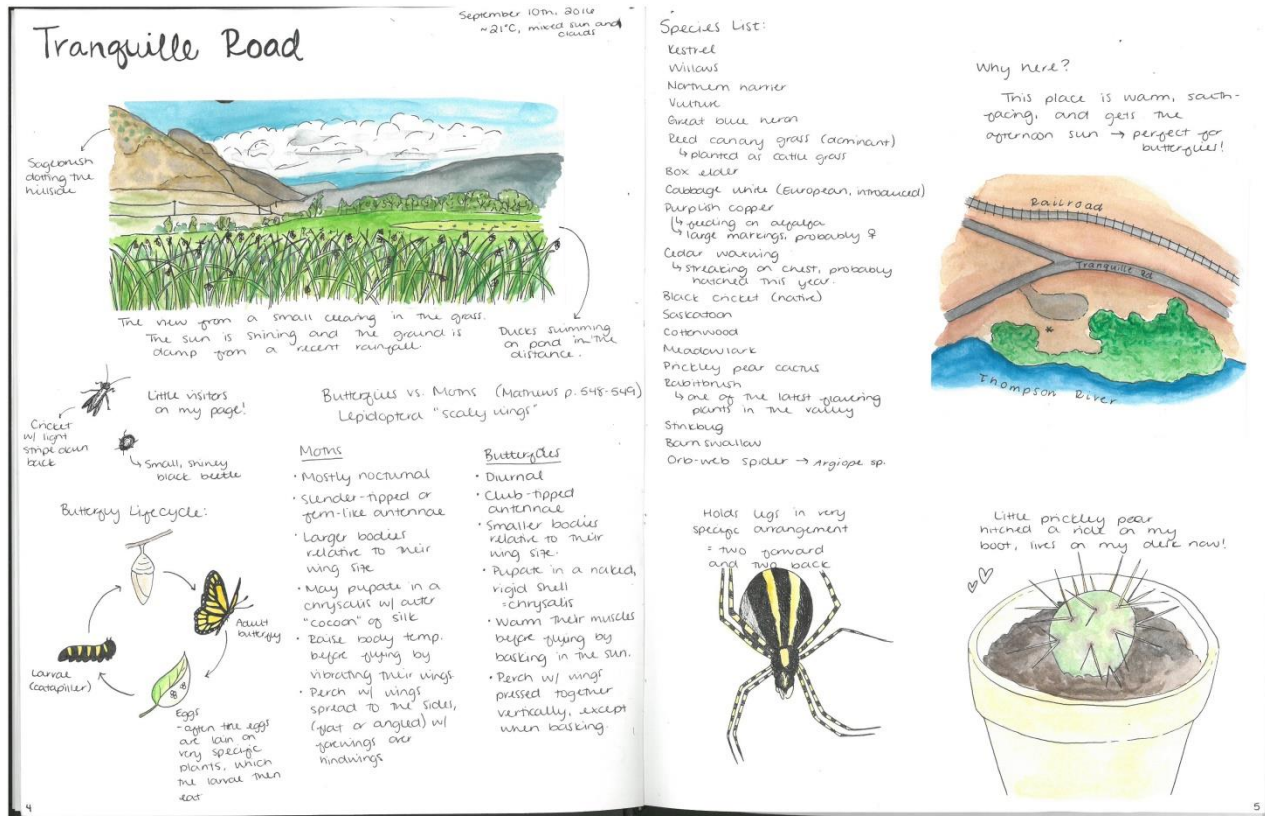 Tranquille Road
September 10th, 2016
~21°C, mixed sun and
clouds
Sagebrush
dotting the
hillside
The view from a small clearing in the grass.
The sun is shining and the ground is
damp from a recent rainfall.
Ducks swimming
on pond in the
distance.
Cricket
w/ light
stripe down
back
Little visitors
on my page!
↳ Small, shiney
black beetle
Butterflies vs. Moths (Mathews p. 548-549)
Lepidoptera "scaly wings"
Moths
• Mostly nocturnal
• Slender-tipped or
fern-like antennae
• Larger bodies
relative to their
wing size
• May pupate in a
chrysalis w/ outer
"cocoon" of silk
• Raise body temp.
before flying by
vibrating their wings
• Perch w/ wings
spread to the sides,
(flat or angled) w/
forewings over
hindwings
Butterflies
• Diurnal
• Club-tipped
antennae
• Smaller bodies
relative to their
wing size.
• Pupate in a naked,
rigid shell
= chrysalis
• Warm their muscles
before flying by
basking in the sun.
• Perch w/ wings
pressed together
vertically, except
when basking.
Butterfly Lifecycle:
Adult
butterfly
Larvae
(catapiller)
Eggs
- often the eggs
are lain on
very specific
plants, which
the larvae then
eat
4
Species List:
Kestrel
Willows
Northern harrier
Vulture
Great blue heron
Reed canary grass (dominant)
↳ planted as cattle grass
Box elder
Cabbage white (European, introduced)
Purplish copper
↳ feeding on alfalfa
↳ large markings, probably ♀
Cedar waxwing
↳ streaking on chest, probably
hatched this year.
Black cricket (native)
Saskatoon
Cottonwood
Meadowlark
Prickley pear cactus
Rabitbrush
↳ one of the latest flowering
plants in the valley
Stinkbug
Barn swallow
Orb-web spider → Argiope sp.
Why here?
This place is warm, south-
facing, and gets the
afternoon sun → perfect for
butterflies!
Railroad
Tranquille Rd
*
Thompson River
Holds legs in very
specific arrangement
= two forward
and two back
Little prickley pear
hitched a ride on my
boot, lives on my desk now!
5